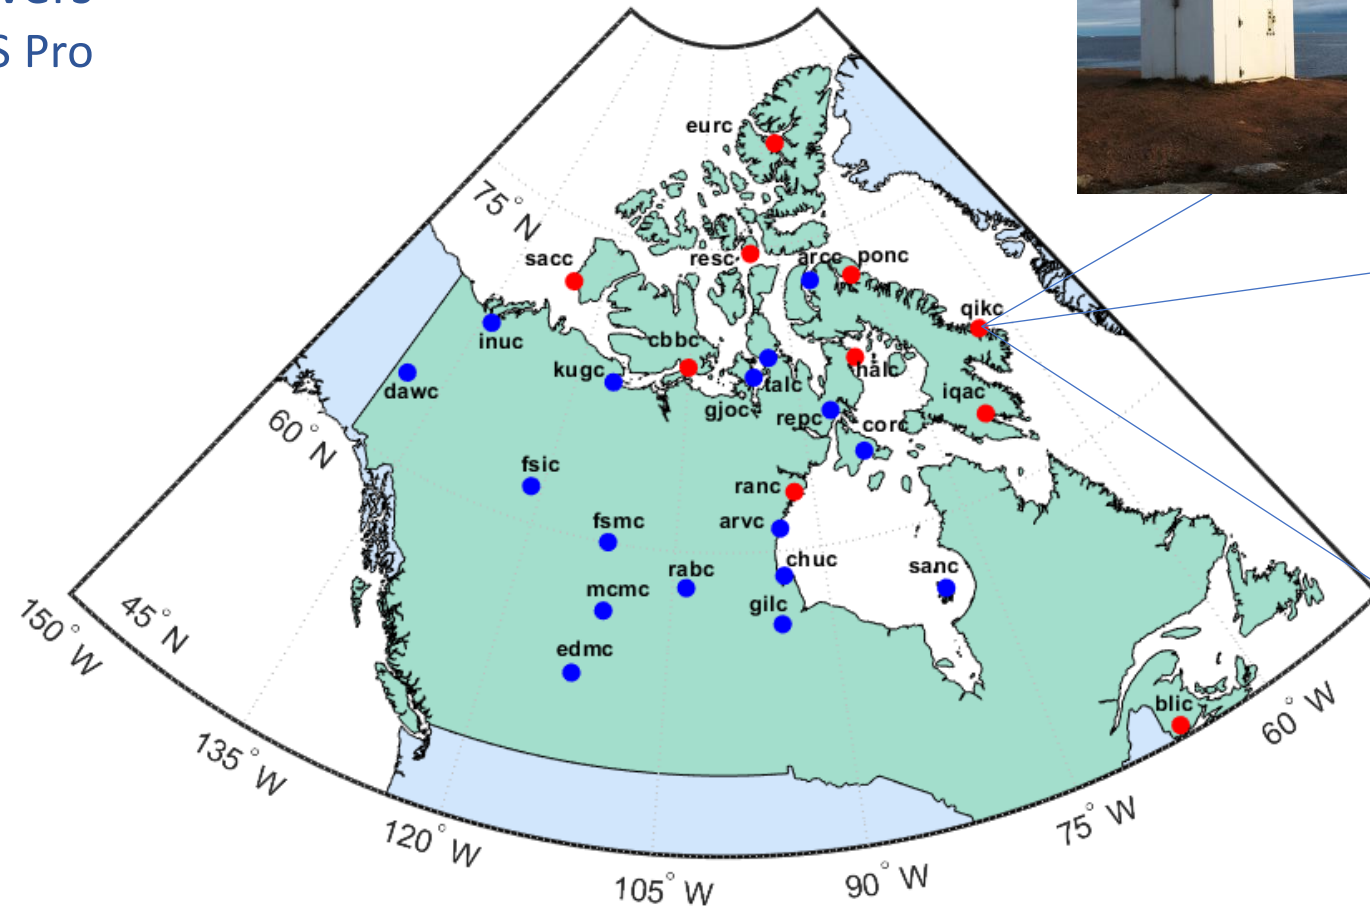 S Pro
eurc
75° N
sacc
resc
arcc
ponc
qikc
inuc
cbbc
kugc
talc
halc
dawc
gjoc
iqac
repc
corc
60° N
fsic
ranc
fsmc
arvc
chuc
sanc
rabc
mcmc
gilc
edmc
150° W
45° N
blic
60° W
135° W
75° W
120° W
90° W
105° W